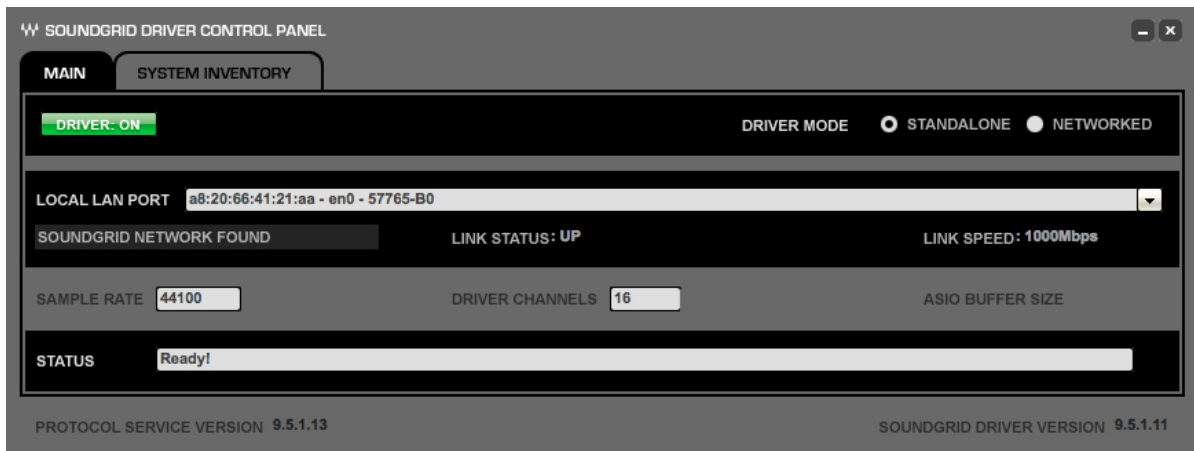 SOUNDGRID DRIVER CONTROL PANEL
MAIN SYSTEM INVENTORY
DRIVER: ON DRIVER MODE STANDALONE NETWORKED
LOCAL LAN PORT a8:20:66:41:21:aa - en0 - 57765-B0
SOUNDGRID NETWORK FOUND LINK STATUS: UP LINK SPEED: 1000Mbps
SAMPLE RATE 44100 DRIVER CHANNELS 16 ASIO BUFFER SIZE
STATUS Ready!
PROTOCOL SERVICE VERSION 9.5.1.13 SOUNDGRID DRIVER VERSION 9.5.1.11